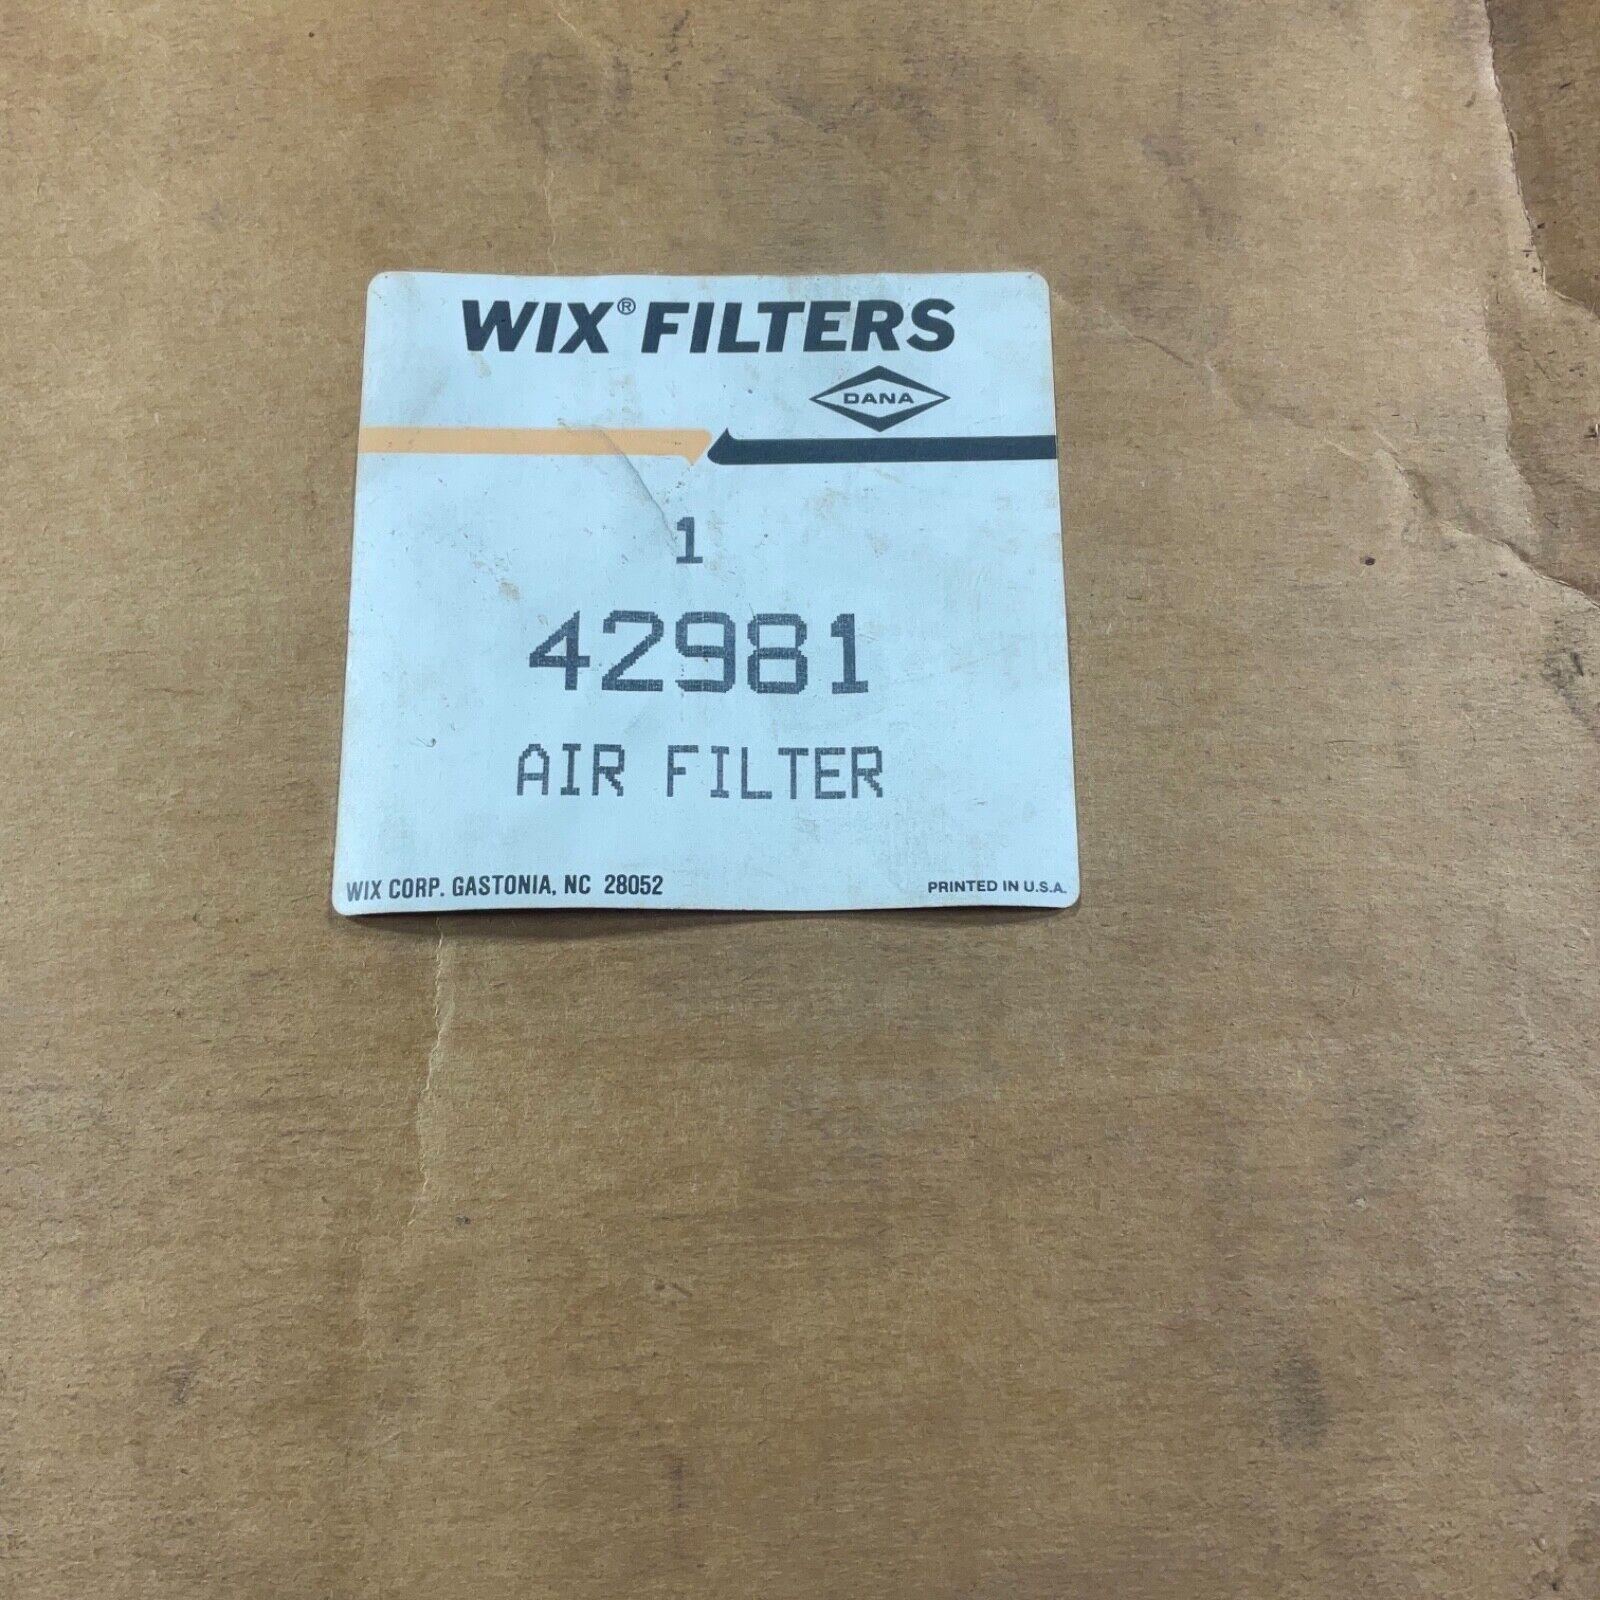 WIX® FILTERS
DANA
1
42981
AIR FILTER
WIX CORP. GASTONIA, NC 28052
PRINTED IN U.S.A.